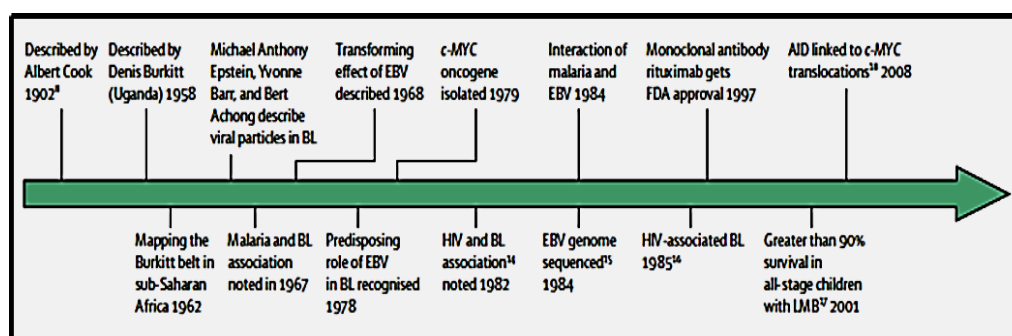 Described by
Albert Cook
1902⁸
Described by
Denis Burkitt
(Uganda) 1958
Michael Anthony
Epstein, Yvonne
Barr, and Bert
Achong describe
viral particles in BL
Transforming
effect of EBV
described 1968
c-MYC
oncogene
isolated 1979
Interaction of
malaria and
EBV 1984
Monoclonal antibody
rituximab gets
FDA approval 1997
AID linked to c-MYC
translocations¹⁸ 2008
Mapping the
Burkitt belt in
sub-Saharan
Africa 1962
Malaria and BL
association
noted in 1967
Predisposing
role of EBV
in BL recognised
1978
HIV and BL
association¹⁴
noted 1982
EBV genome
sequenced¹⁵
1984
HIV-associated BL
1985¹⁶
Greater than 90%
survival in
all-stage children
with LMB¹⁷ 2001